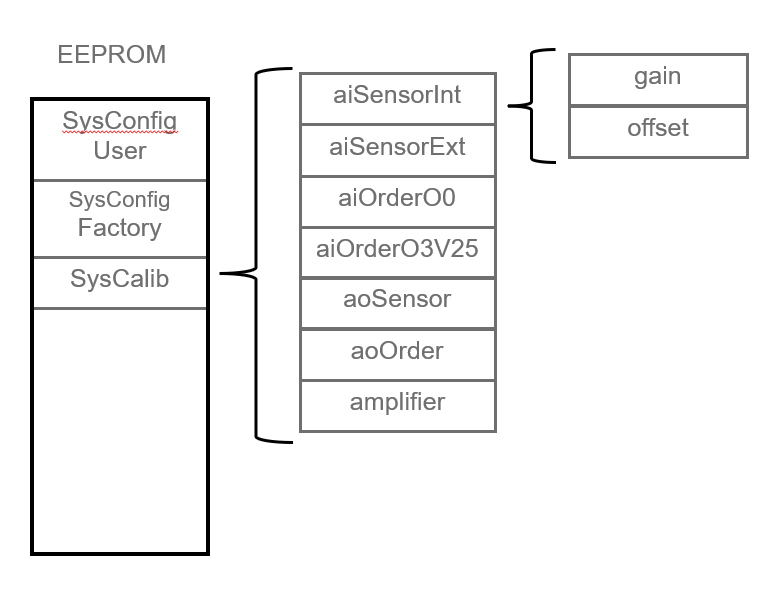 EEPROM
SysConfig
User
SysConfig
Factory
SysCalib
aiSensorInt
aiSensorExt
aiOrderO0
aiOrderO3V25
aoSensor
aoOrder
amplifier
gain
offset